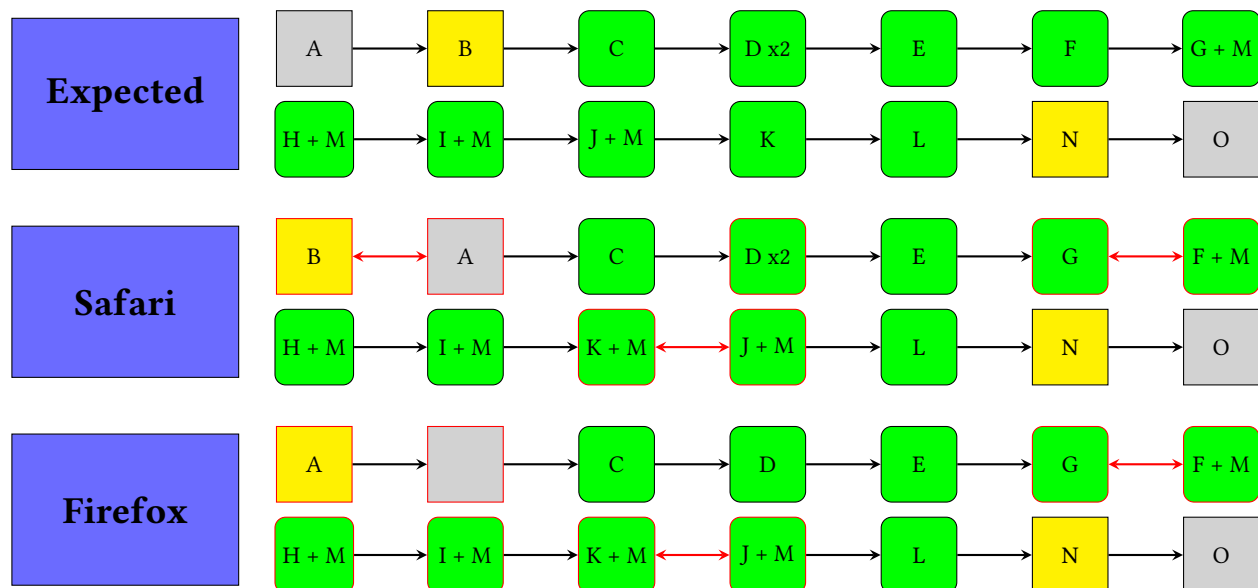 Expected
A B C D x2 E F G + M
H + M I + M J + M K L N O
Safari
B A C D x2 E G F + M
H + M I + M K + M J + M L N O
Firefox
A C D E G F + M
H + M I + M K + M J + M L N O